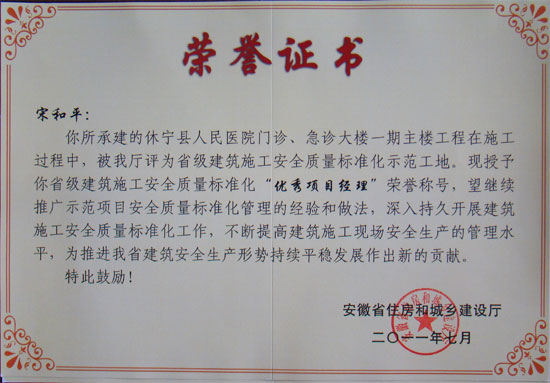 荣誉证书
宋和平：
你所承建的休宁县人民医院门诊、急诊大楼一期主楼工程在施工
过程中，被我厅评为省级建筑施工安全质量标准化示范工地。现授予
你省级建筑施工安全质量标准化“优秀项目经理”荣誉称号，望继续
推广示范项目安全质量标准化管理的经验和做法，深入持久开展建筑
施工安全质量标准化工作，不断提高建筑施工现场安全生产的管理水
平，为推进我省建筑安全生产形势持续平稳发展作出新的贡献。
特此鼓励！
安徽省住房和城乡建设厅
二〇一一年七月